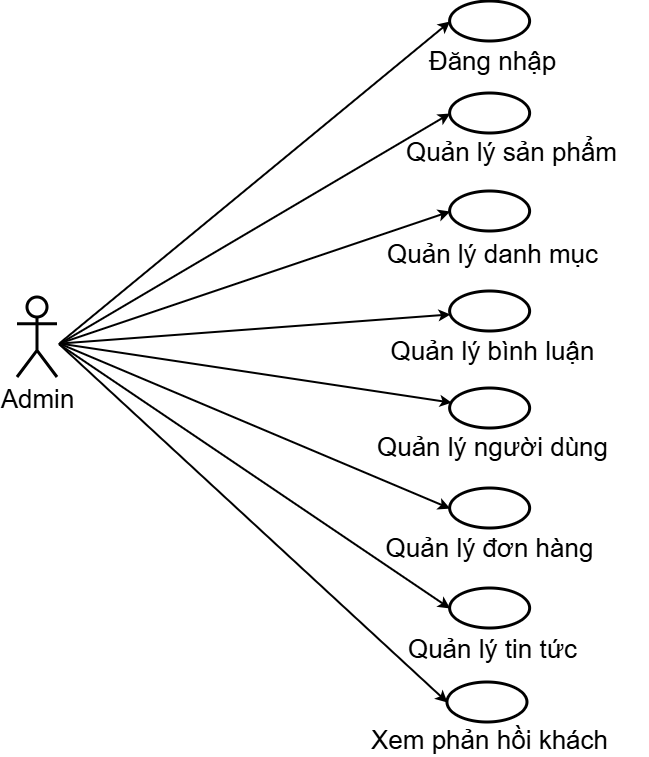 Đăng nhập
Quản lý sản phẩm
Quản lý danh mục
Quản lý bình luận
Admin
Quản lý người dùng
Quản lý đơn hàng
Quản lý tin tức
Xem phản hồi khách